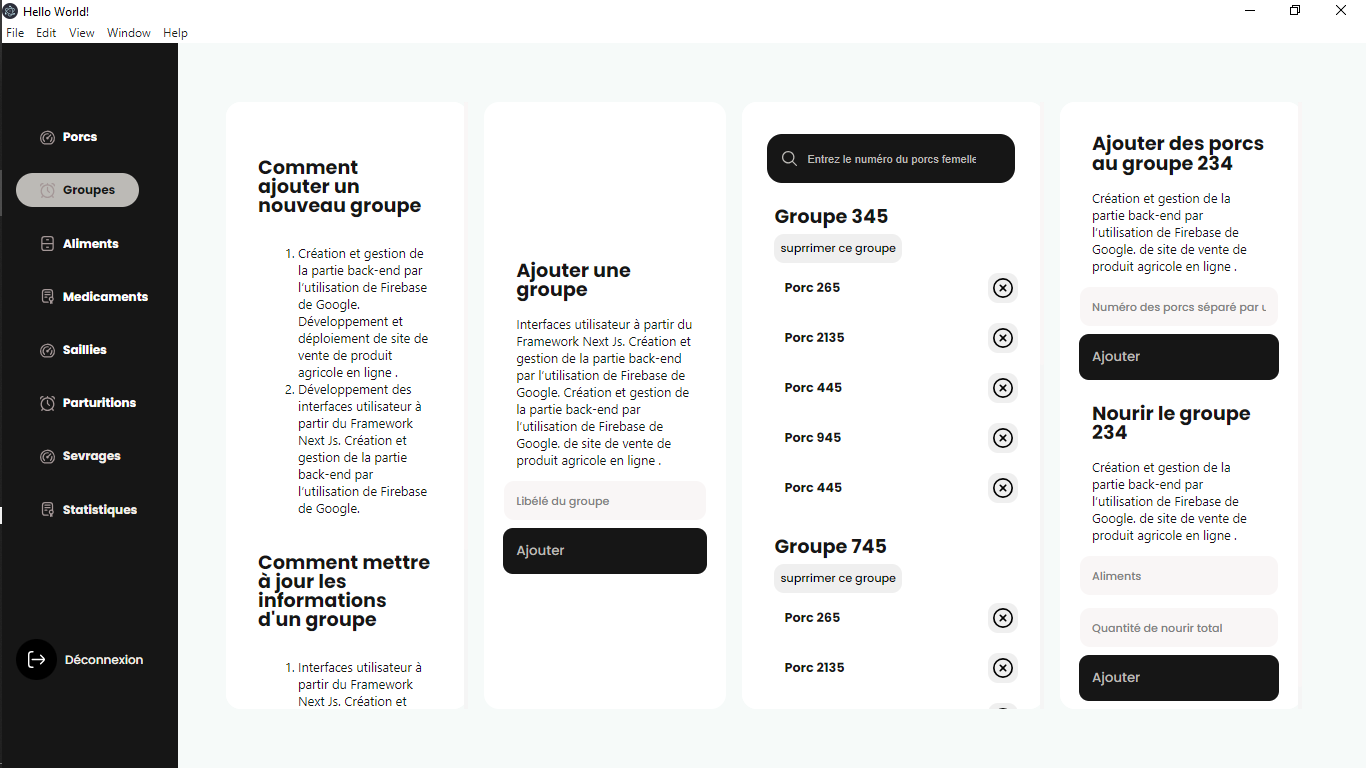 Hello World!
File Edit View Window Help
Porcs
Groupes
Aliments
Medicaments
Saillies
Parturitions
Sevrages
Statistiques
Déconnexion
Comment
ajouter un
nouveau groupe
1. Création et gestion de
la partie back-end par
l'utilisation de Firebase
de Google.
Développement et
déploiement de site de
vente de produit
agricole en ligne .
2. Développement des
interfaces utilisateur à
partir du Framework
Next Js. Création et
gestion de la partie
back-end par
l'utilisation de Firebase
de Google.
Comment mettre
à jour les
informations
d'un groupe
1. Interfaces utilisateur à
partir du Framework
Next Js. Création et
Ajouter une
groupe
Interfaces utilisateur à partir du
Framework Next Js. Création et
gestion de la partie back-end
par l'utilisation de Firebase de
Google. Création et gestion de
la partie back-end par
l'utilisation de Firebase de
Google. de site de vente de
produit agricole en ligne .
Libélé du groupe
Ajouter
Entrez le numéro du porcs femelle
Groupe 345
suprrimer ce groupe
Porc 265
Porc 2135
Porc 445
Porc 945
Porc 445
Groupe 745
suprrimer ce groupe
Porc 265
Porc 2135
Ajouter des porcs
au groupe 234
Création et gestion de la
partie back-end par
l'utilisation de Firebase de
Google. de site de vente de
produit agricole en ligne .
Numéro des porcs séparé par u
Ajouter
Nourir le groupe
234
Création et gestion de la
partie back-end par
l'utilisation de Firebase de
Google. de site de vente de
produit agricole en ligne .
Aliments
Quantité de nourir total
Ajouter